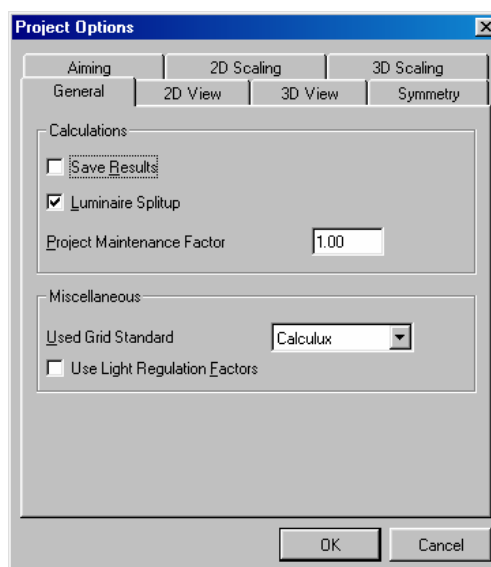 Project Options
Aiming 2D Scaling 3D Scaling
General 2D View 3D View Symmetry
Calculations
Save Results
Luminaire Splitup
Project Maintenance Factor 1.00
Miscellaneous
Used Grid Standard Calculux
Use Light Regulation Factors
OK Cancel